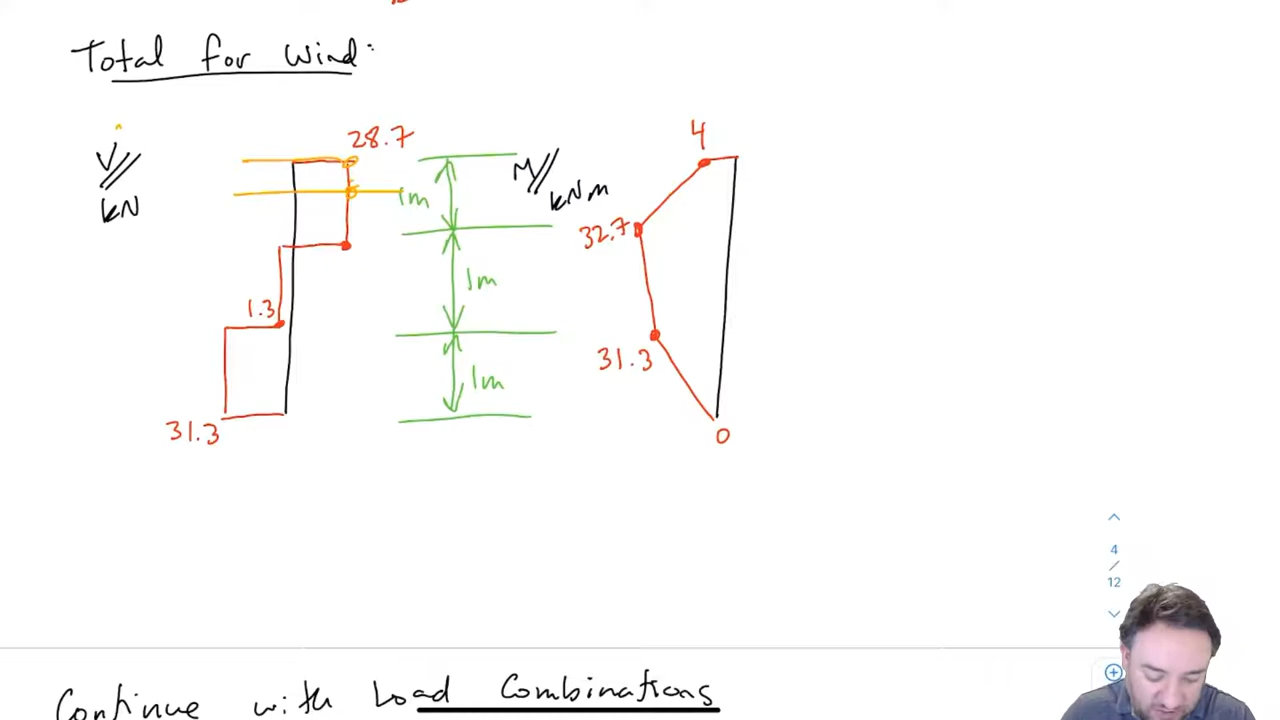 Total for Wind:
28.7
4
V//
kN
1m
M//
kNm
32.7
1m
1.3
31.3
1m
31.3
0
4
/
12
Continue with Load Combinations